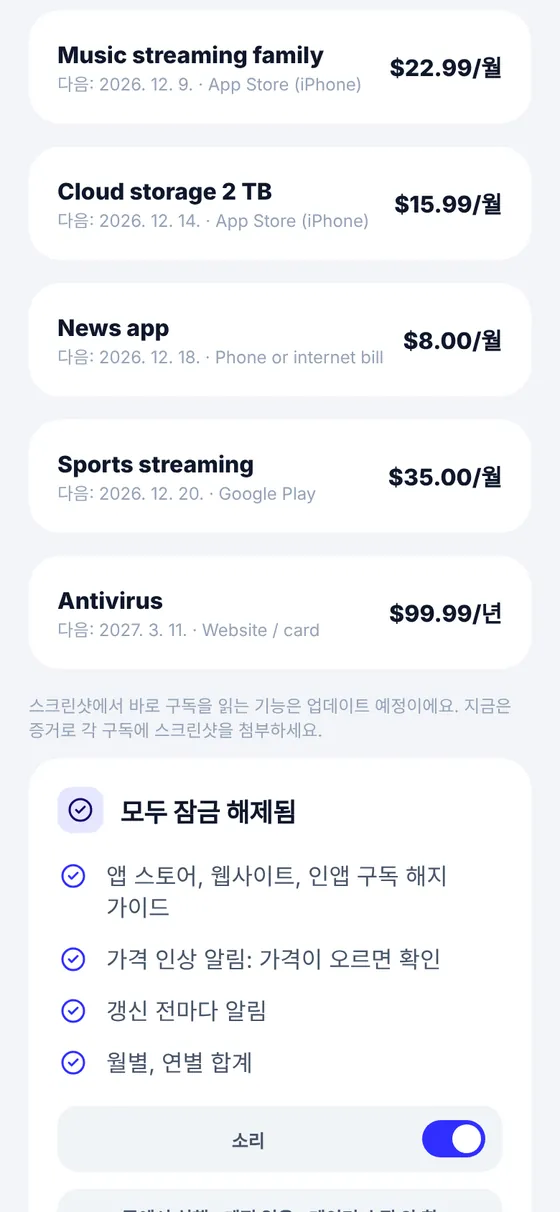 Music streaming family
다음: 2026. 12. 9. · App Store (iPhone)
$22.99/월
Cloud storage 2 TB
다음: 2026. 12. 14. · App Store (iPhone)
$15.99/월
News app
다음: 2026. 12. 18. · Phone or internet bill
$8.00/월
Sports streaming
다음: 2026. 12. 20. · Google Play
$35.00/월
Antivirus
다음: 2027. 3. 11. · Website / card
$99.99/년
스크린샷에서 바로 구독을 읽는 기능은 업데이트 예정이에요. 지금은
증거로 각 구독에 스크린샷을 첨부하세요.
모두 잠금 해제됨
앱 스토어, 웹사이트, 인앱 구독 해지
가이드
가격 인상 알림: 가격이 오르면 확인
갱신 전마다 알림
월별, 연별 합계
소리